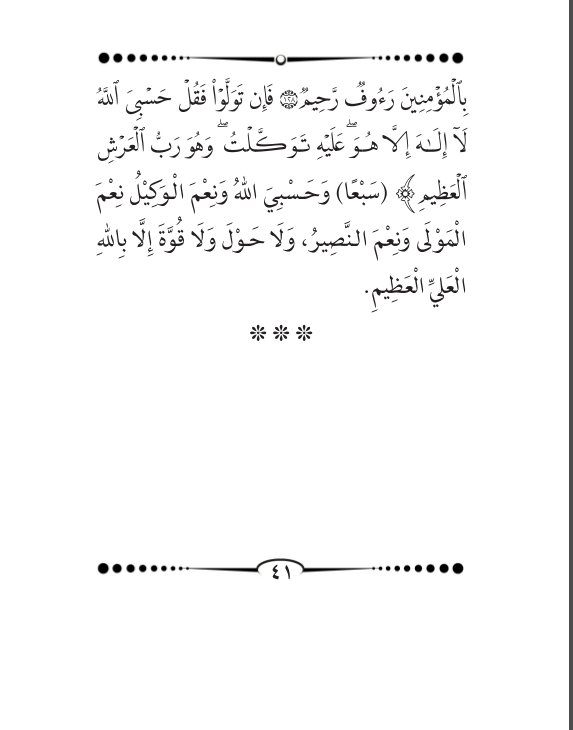 بِٱلْمُؤْمِنِينَ رَءُوفٌ رَّحِيمٌ ۝١٢٨ فَإِن تَوَلَّوْا۟ فَقُلْ حَسْبِىَ ٱللَّهُ
لَآ إِلَـٰهَ إِلَّا هُوَ ۖ عَلَيْهِ تَوَكَّلْتُ ۖ وَهُوَ رَبُّ ٱلْعَرْشِ
ٱلْعَظِيمِ﴾ (سَبْعًا) وَحَسْبِيَ اللهُ وَنِعْمَ الْوَكِيْلُ نِعْمَ
الْمَوْلَى وَنِعْمَ النَّصِيرُ، وَلَا حَوْلَ وَلَا قُوَّةَ إِلَّا بِاللهِ
الْعَليِّ الْعَظِيمِ.
٤١